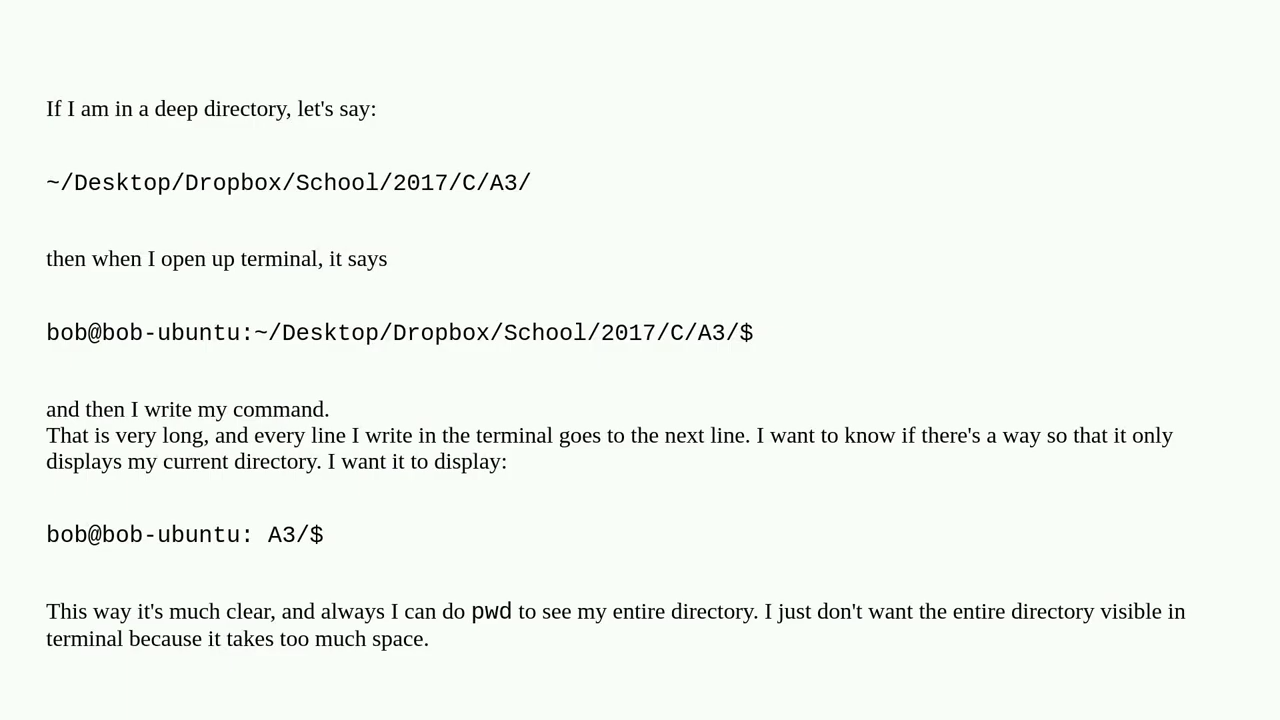 If I am in a deep directory, let's say:
~/Desktop/Dropbox/School/2017/C/A3/
then when I open up terminal, it says
bob@bob-ubuntu:~/Desktop/Dropbox/School/2017/C/A3/$
and then I write my command.
That is very long, and every line I write in the terminal goes to the next line. I want to know if there's a way so that it only
displays my current directory. I want it to display:
bob@bob-ubuntu: A3/$
This way it's much clear, and always I can do pwd to see my entire directory. I just don't want the entire directory visible in
terminal because it takes too much space.